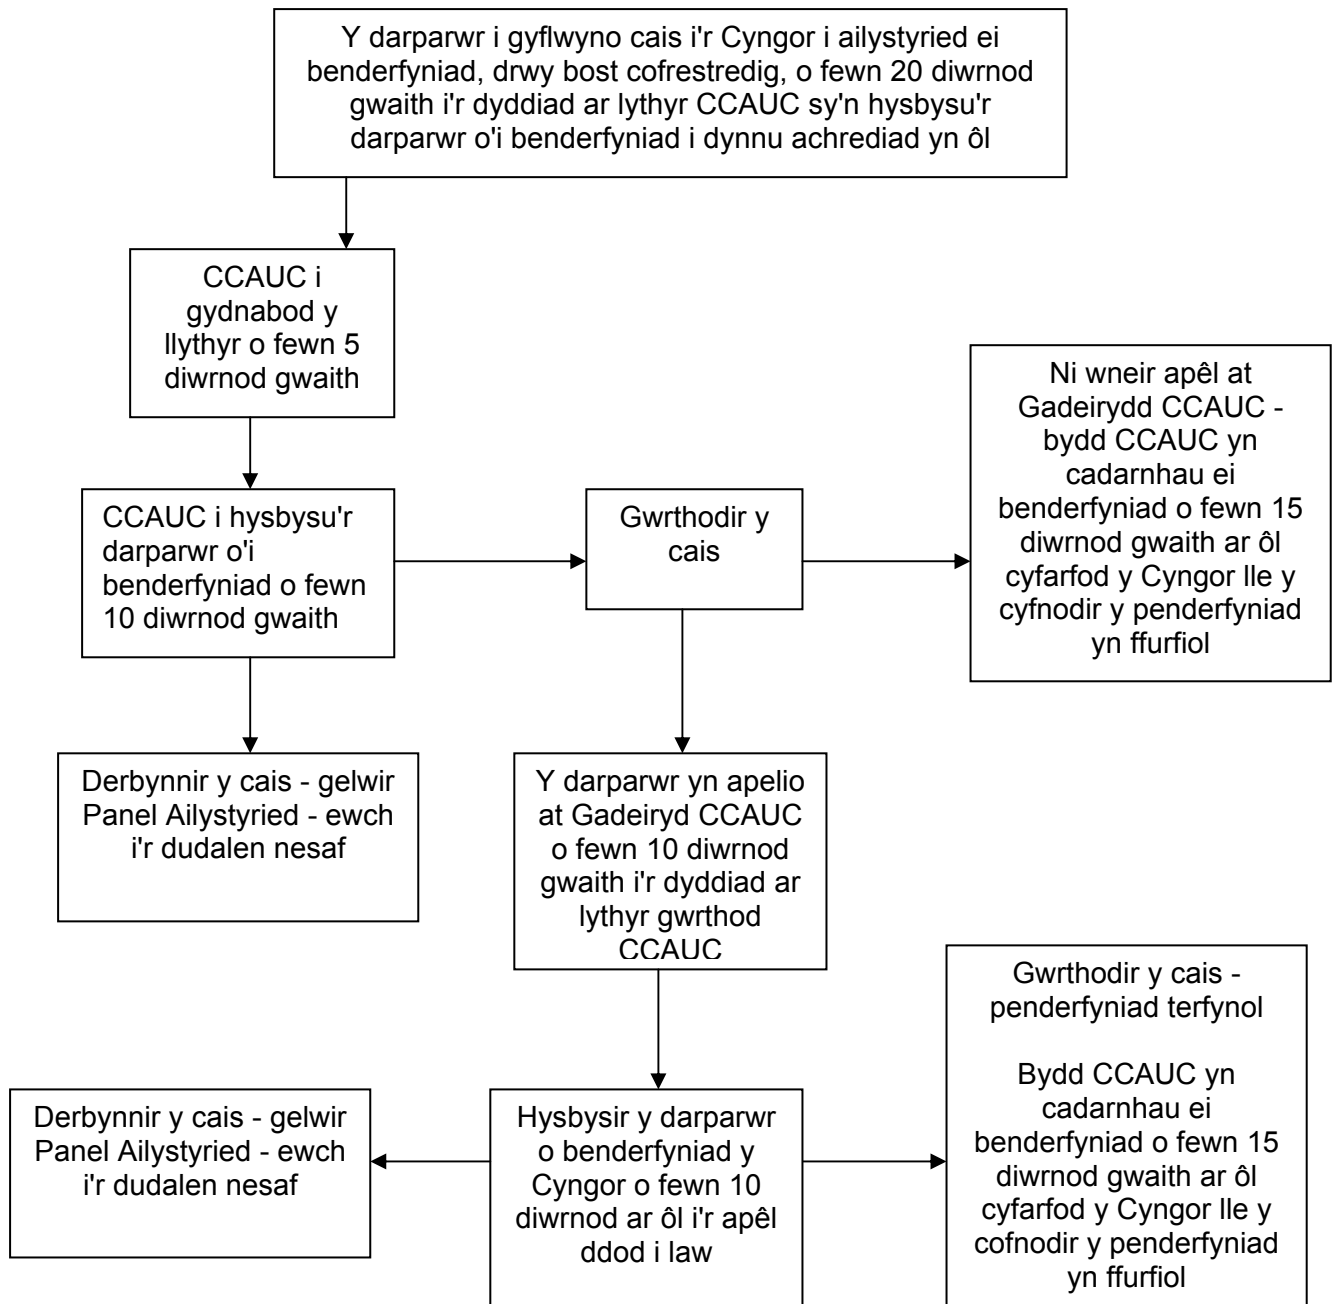 Y darparwr i gyflwyno cais i'r Cyngor i ailystyried ei
benderfyniad, drwy bost cofrestredig, o fewn 20 diwrnod
gwaith i'r dyddiad ar lythyr CCAUC sy'n hysbysu'r
darparwr o'i benderfyniad i dynnu achrediad yn ôl
CCAUC i
gydnabod y
llythyr o fewn 5
diwrnod gwaith
CCAUC i hysbysu'r
darparwr o'i
benderfyniad o fewn
10 diwrnod gwaith
Gwrthodir y
cais
Ni wneir apêl at
Gadeirydd CCAUC -
bydd CCAUC yn
cadarnhau ei
benderfyniad o fewn 15
diwrnod gwaith ar ôl
cyfarfod y Cyngor lle y
cyfnodir y penderfyniad
yn ffurfiol
Derbynnir y cais - gelwir
Panel Ailystyried - ewch
i'r dudalen nesaf
Y darparwr yn apelio
at Gadeiryd CCAUC
o fewn 10 diwrnod
gwaith i'r dyddiad ar
lythyr gwrthod
CCAUC
Derbynnir y cais - gelwir
Panel Ailystyried - ewch
i'r dudalen nesaf
Hysbysir y darparwr
o benderfyniad y
Cyngor o fewn 10
diwrnod ar ôl i'r apêl
ddod i law
Gwrthodir y cais -
penderfyniad terfynol
Bydd CCAUC yn
cadarnhau ei
benderfyniad o fewn 15
diwrnod gwaith ar ôl
cyfarfod y Cyngor lle y
cofnodir y penderfyniad
yn ffurfiol